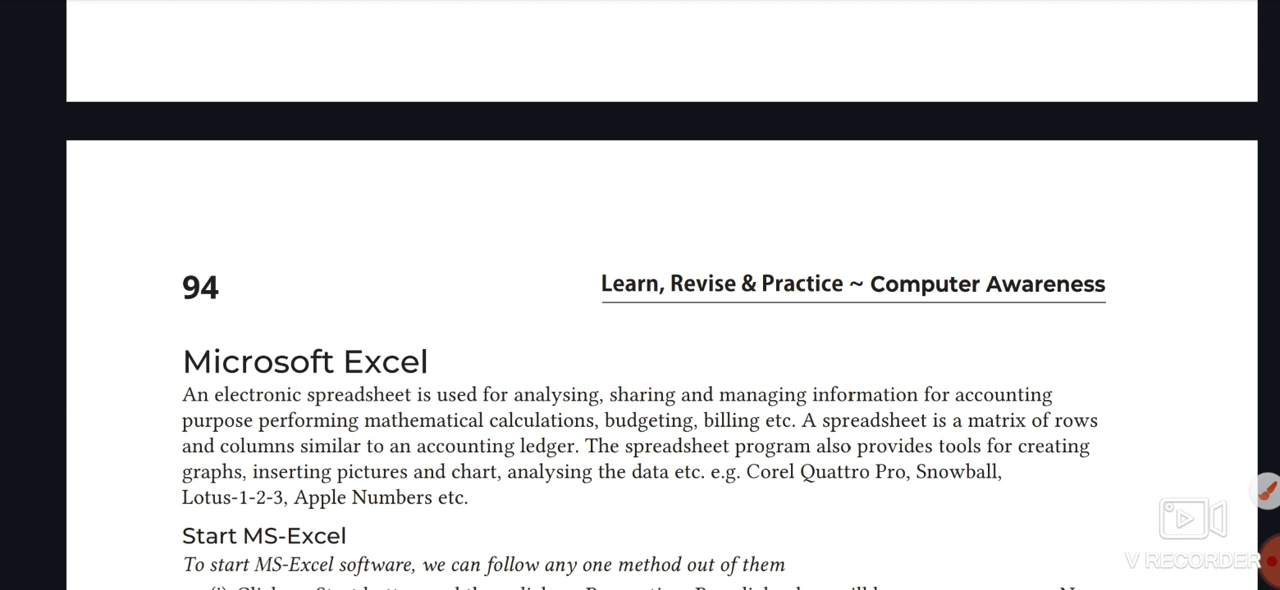 94
Learn, Revise & Practice ~ Computer Awareness
Microsoft Excel
An electronic spreadsheet is used for analysing, sharing and managing information for accounting
purpose performing mathematical calculations, budgeting, billing etc. A spreadsheet is a matrix of rows
and columns similar to an accounting ledger. The spreadsheet program also provides tools for creating
graphs, inserting pictures and chart, analysing the data etc. e.g. Corel Quattro Pro, Snowball,
Lotus-1-2-3, Apple Numbers etc.
Start MS-Excel
To start MS-Excel software, we can follow any one method out of them
V RECORDER